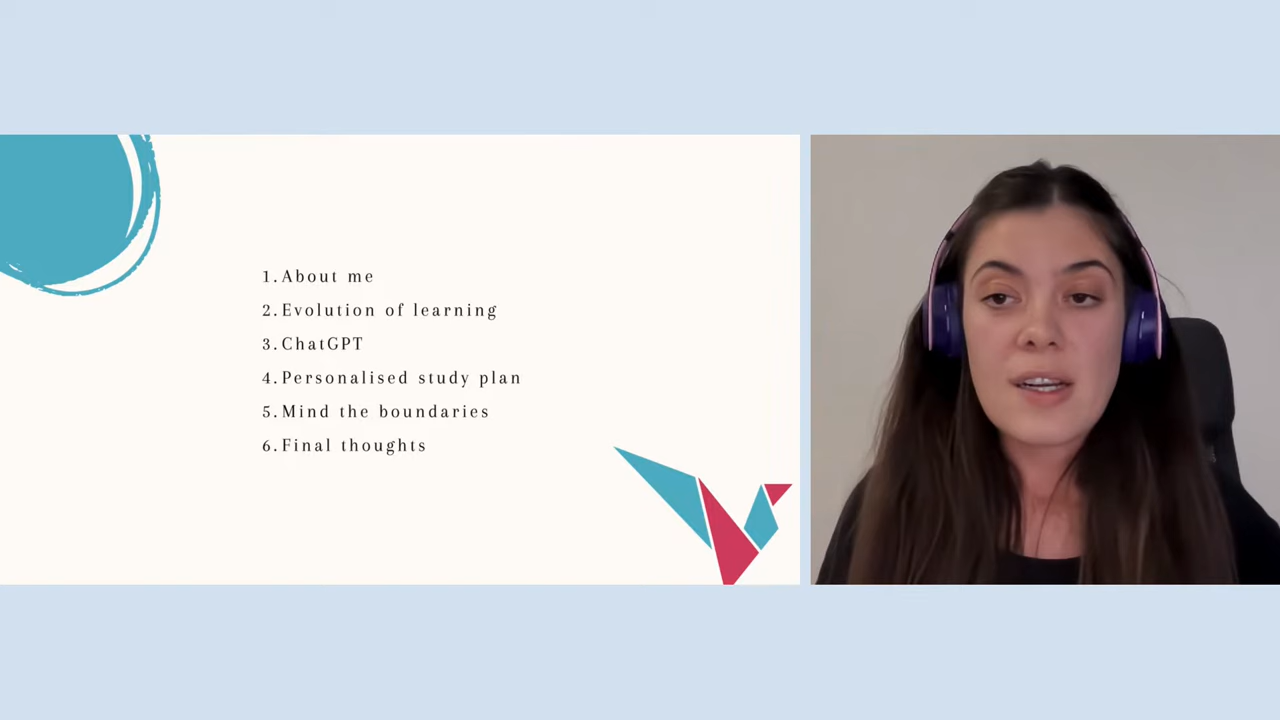 1. About me
2. Evolution of learning
3. ChatGPT
4. Personalised study plan
5. Mind the boundaries
6. Final thoughts